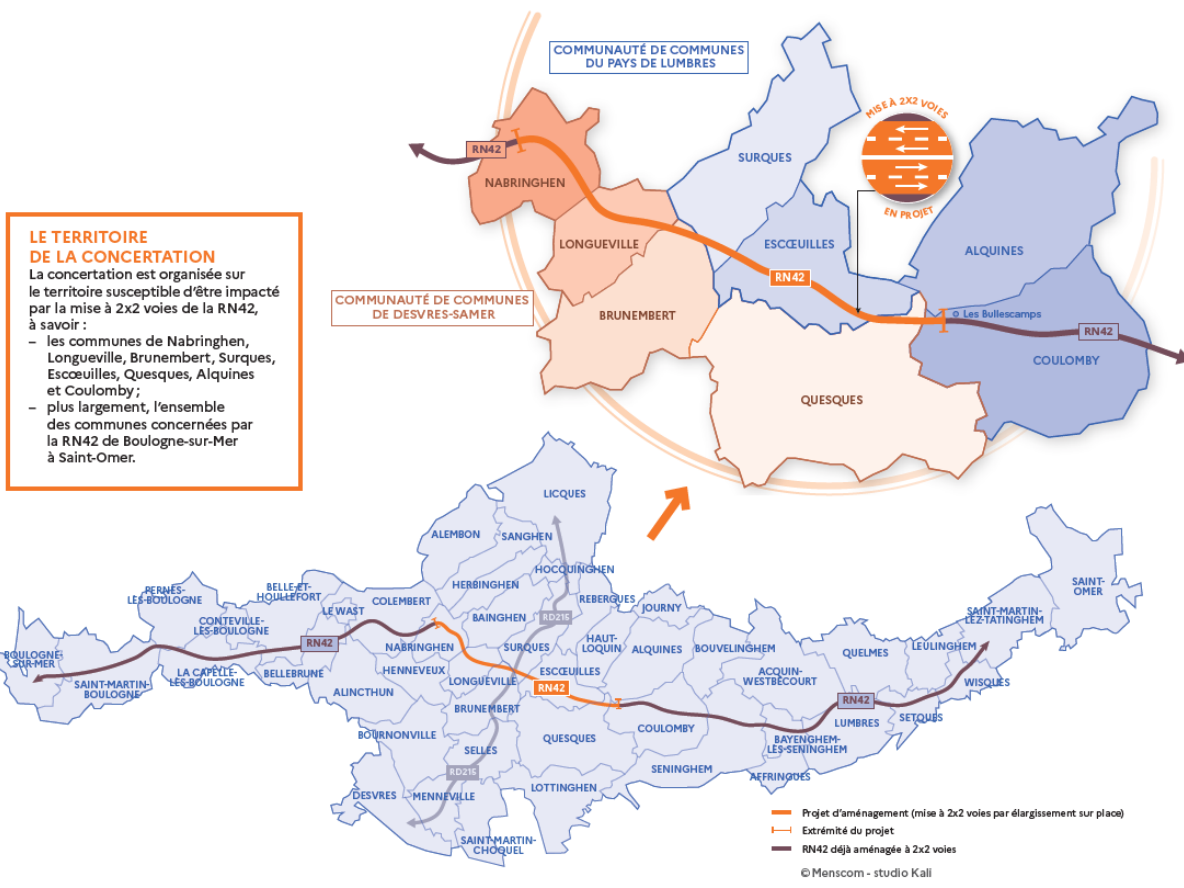 COMMUNAUTÉ DE COMMUNES
DU PAYS DE LUMBRES
MISE À 2X2 VOIES
EN PROJET
RN42
NABRINGHEN
SURQUES
LONGUEVILLE
ESCŒUILLES
ALQUINES
RN42
COMMUNAUTÉ DE COMMUNES
DE DESVRES-SAMER
BRUNEMBERT
Les Bullescamps
RN42
COULOMBY
QUESQUES
LE TERRITOIRE
DE LA CONCERTATION
La concertation est organisée sur
le territoire susceptible d'être impacté
par la mise à 2x2 voies de la RN42,
à savoir :
– les communes de Nabringhen,
Longueville, Brunembert, Surques,
Escœuilles, Quesques, Alquines
et Coulomby ;
– plus largement, l'ensemble
des communes concernées par
la RN42 de Boulogne-sur-Mer
à Saint-Omer.
LICQUES
ALEMBON
SANGHEN
HOCQUINGHEN
HERBINGHEN
REBERGUES
PERNES-
LÈS-BOULOGNE
BELLE-ET-
HOULLEFORT
COLEMBERT
LE WAST
BAINGHEN
RD215
JOURNY
SAINT-
OMER
SAINT-MARTIN-
LEZ-TATINGHEM
CONTEVILLE-
LÈS-BOULOGNE
RN42
NABRINGHEN
SURQUES
HAUT-
LOQUIN
ALQUINES
BOUVELINGHEM
QUELMES
LEULINGHEM
BOULOGNE-
SUR-MER
SAINT-MARTIN-
BOULOGNE
LA CAPELLE-
LÈS-BOULOGNE
BELLEBRUNE
HENNEVEUX
LONGUEVILLE
ESCŒUILLES
RN42
ACQUIN-
WESTBÉCOURT
WISQUES
ALINCTHUN
BRUNEMBERT
RN42
SETQUES
LUMBRES
BOURNONVILLE
SELLES
QUESQUES
COULOMBY
BAYENGHEM-
LÈS-SENINGHEM
RD215
SENINGHEM
AFFRINGUES
DESVRES
MENNEVILLE
LOTTINGHEN
SAINT-MARTIN-
CHOQUEL
Projet d'aménagement (mise à 2x2 voies par élargissement sur place)
Extrémité du projet
RN42 déjà aménagée à 2x2 voies
© Menscom - studio Kali